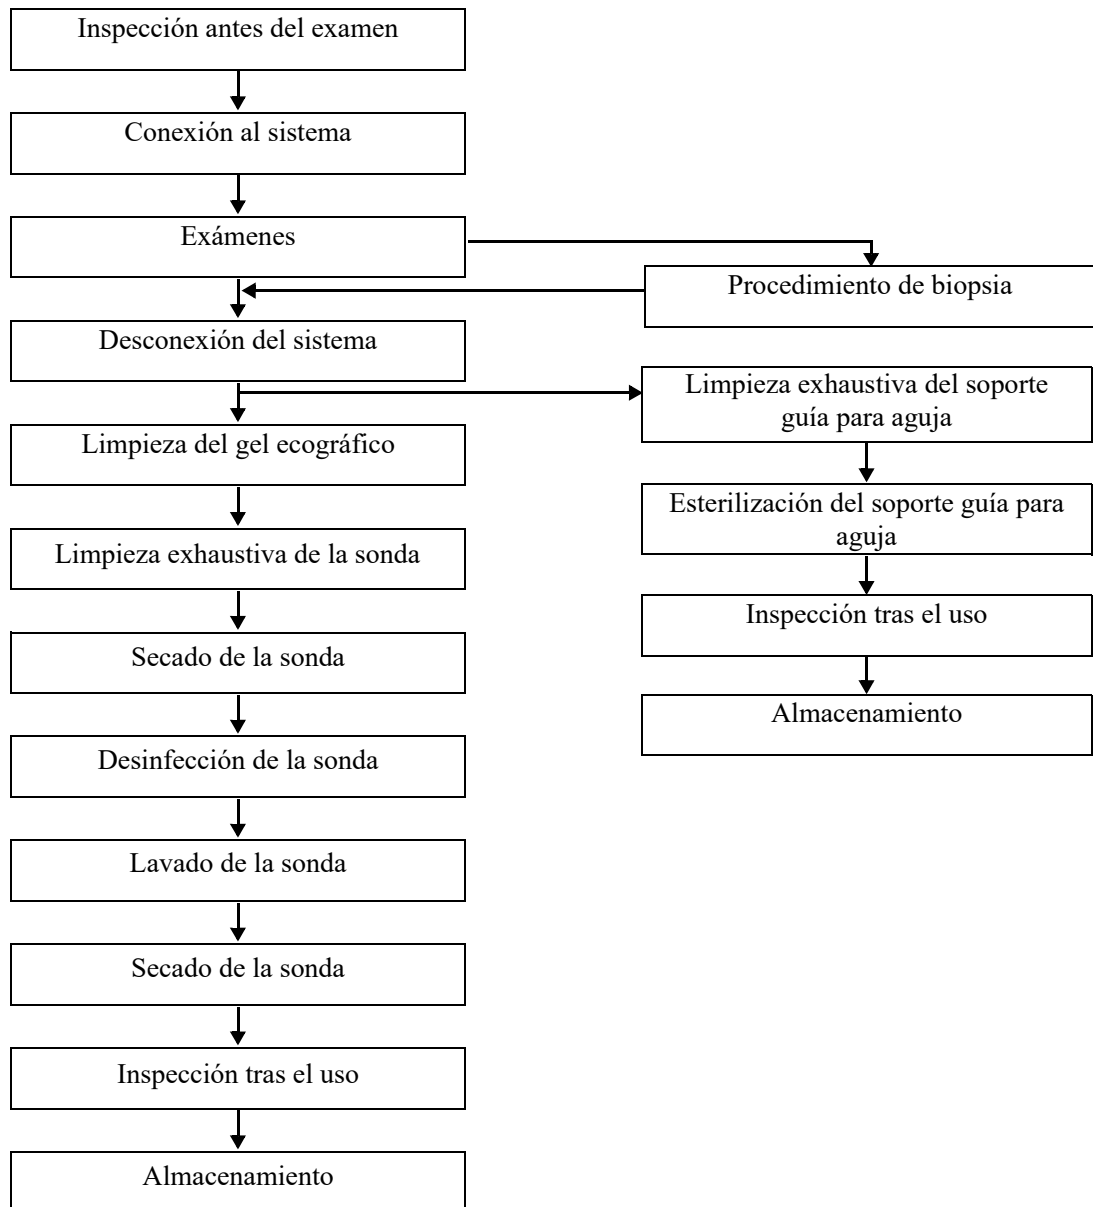 Inspección antes del examen
Conexión al sistema
Exámenes
Procedimiento de biopsia
Desconexión del sistema
Limpieza exhaustiva del soporte
guía para aguja
Limpieza del gel ecográfico
Esterilización del soporte guía para
aguja
Limpieza exhaustiva de la sonda
Inspección tras el uso
Secado de la sonda
Almacenamiento
Desinfección de la sonda
Lavado de la sonda
Secado de la sonda
Inspección tras el uso
Almacenamiento